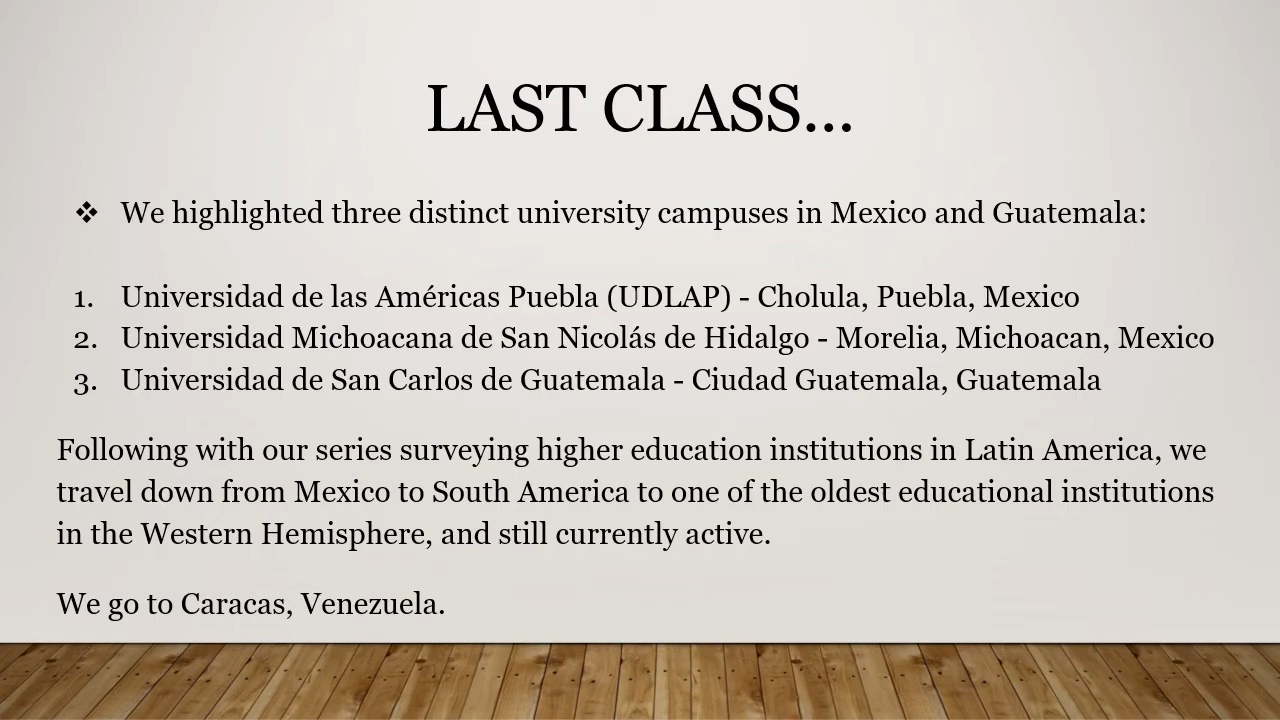 LAST CLASS...
❖ We highlighted three distinct university campuses in Mexico and Guatemala:
1. Universidad de las Américas Puebla (UDLAP) - Cholula, Puebla, Mexico
2. Universidad Michoacana de San Nicolás de Hidalgo - Morelia, Michoacan, Mexico
3. Universidad de San Carlos de Guatemala - Ciudad Guatemala, Guatemala
Following with our series surveying higher education institutions in Latin America, we
travel down from Mexico to South America to one of the oldest educational institutions
in the Western Hemisphere, and still currently active.
We go to Caracas, Venezuela.